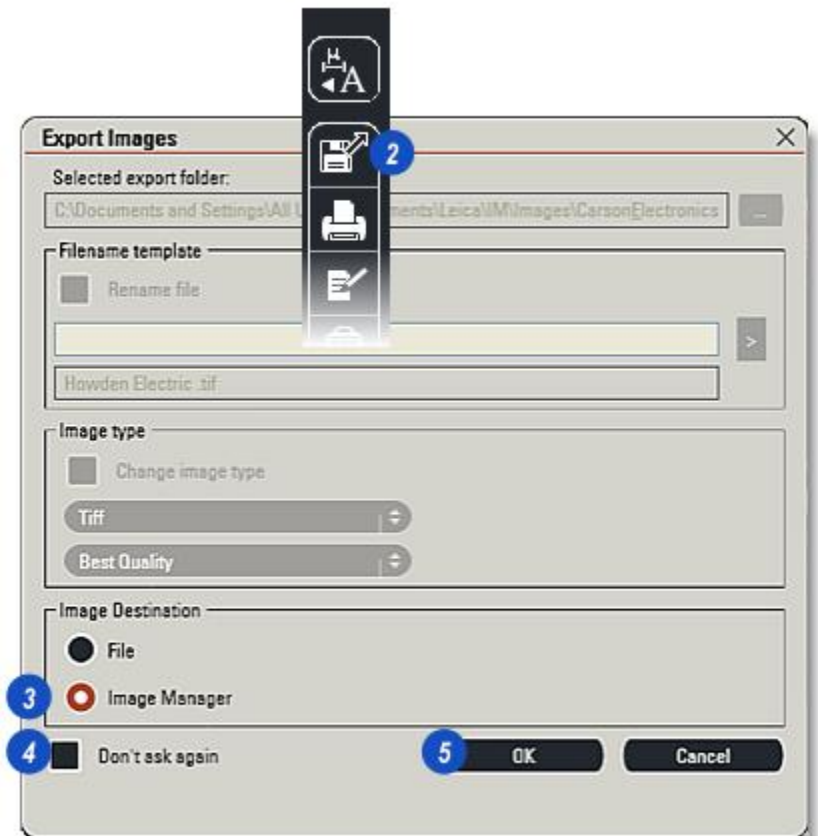 µ
A
Export Images
2
Selected export folder:
C:\Documents and Settings\All U ments\Leica\IM\Images\CarsonElectronics ...
Filename template
Rename file
>
Howden Electric .tif
Image type
Change image type
Tiff
Best Quality
Image Destination
File
3 Image Manager
4 Don't ask again 5 OK Cancel